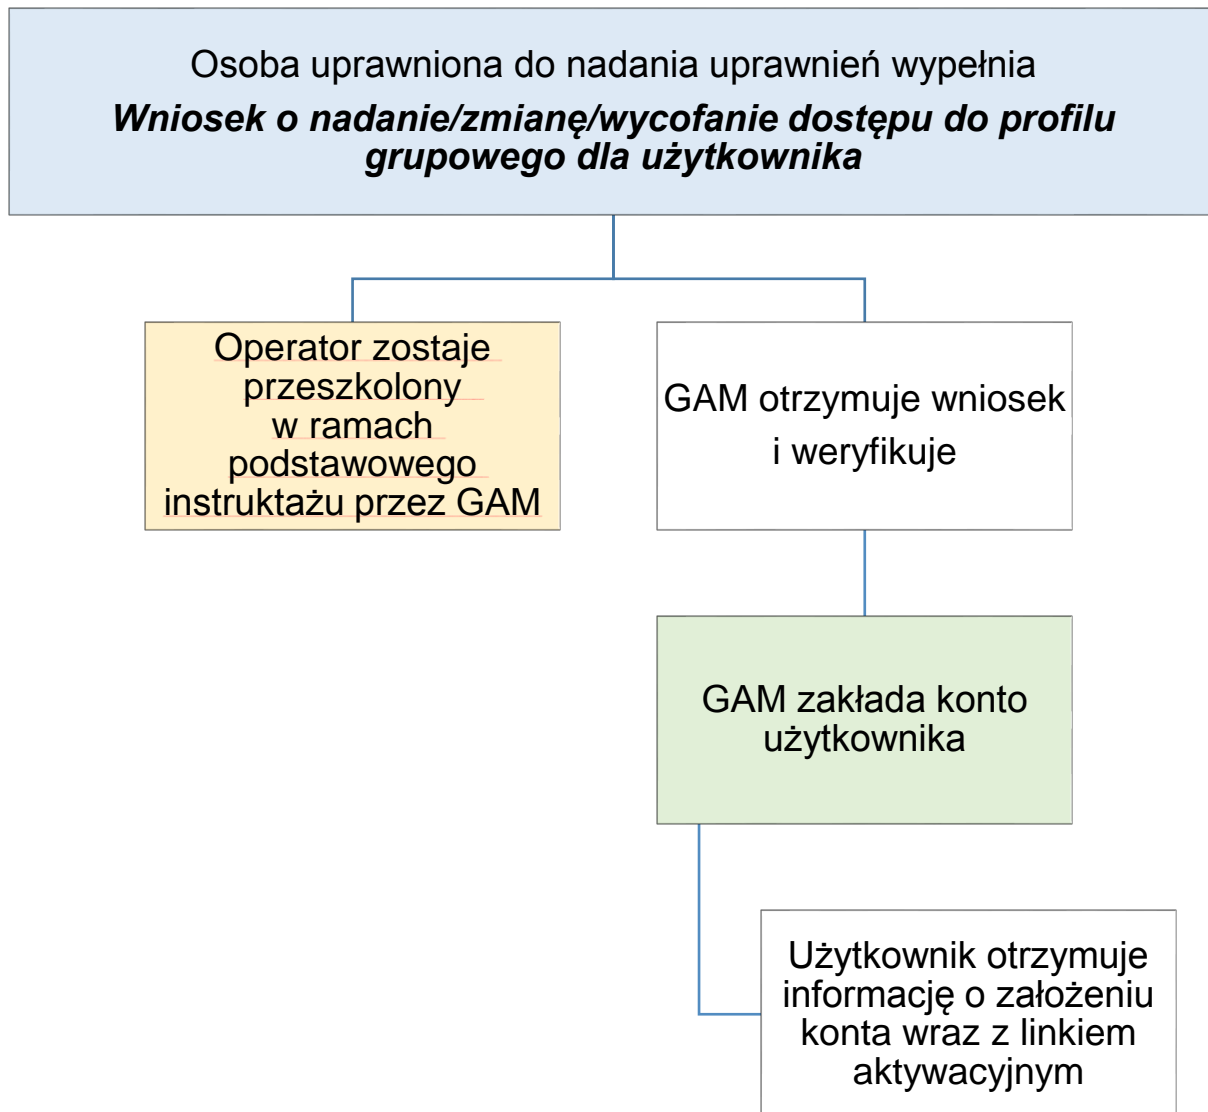 Osoba uprawniona do nadania uprawnień wypełnia
Wniosek o nadanie/zmianę/wycofanie dostępu do profilu
grupowego dla użytkownika
Operator zostaje
przeszkolony
w ramach
podstawowego
instruktażu przez GAM
GAM otrzymuje wniosek
i weryfikuje
GAM zakłada konto
użytkownika
Użytkownik otrzymuje
informację o założeniu
konta wraz z linkiem
aktywacyjnym